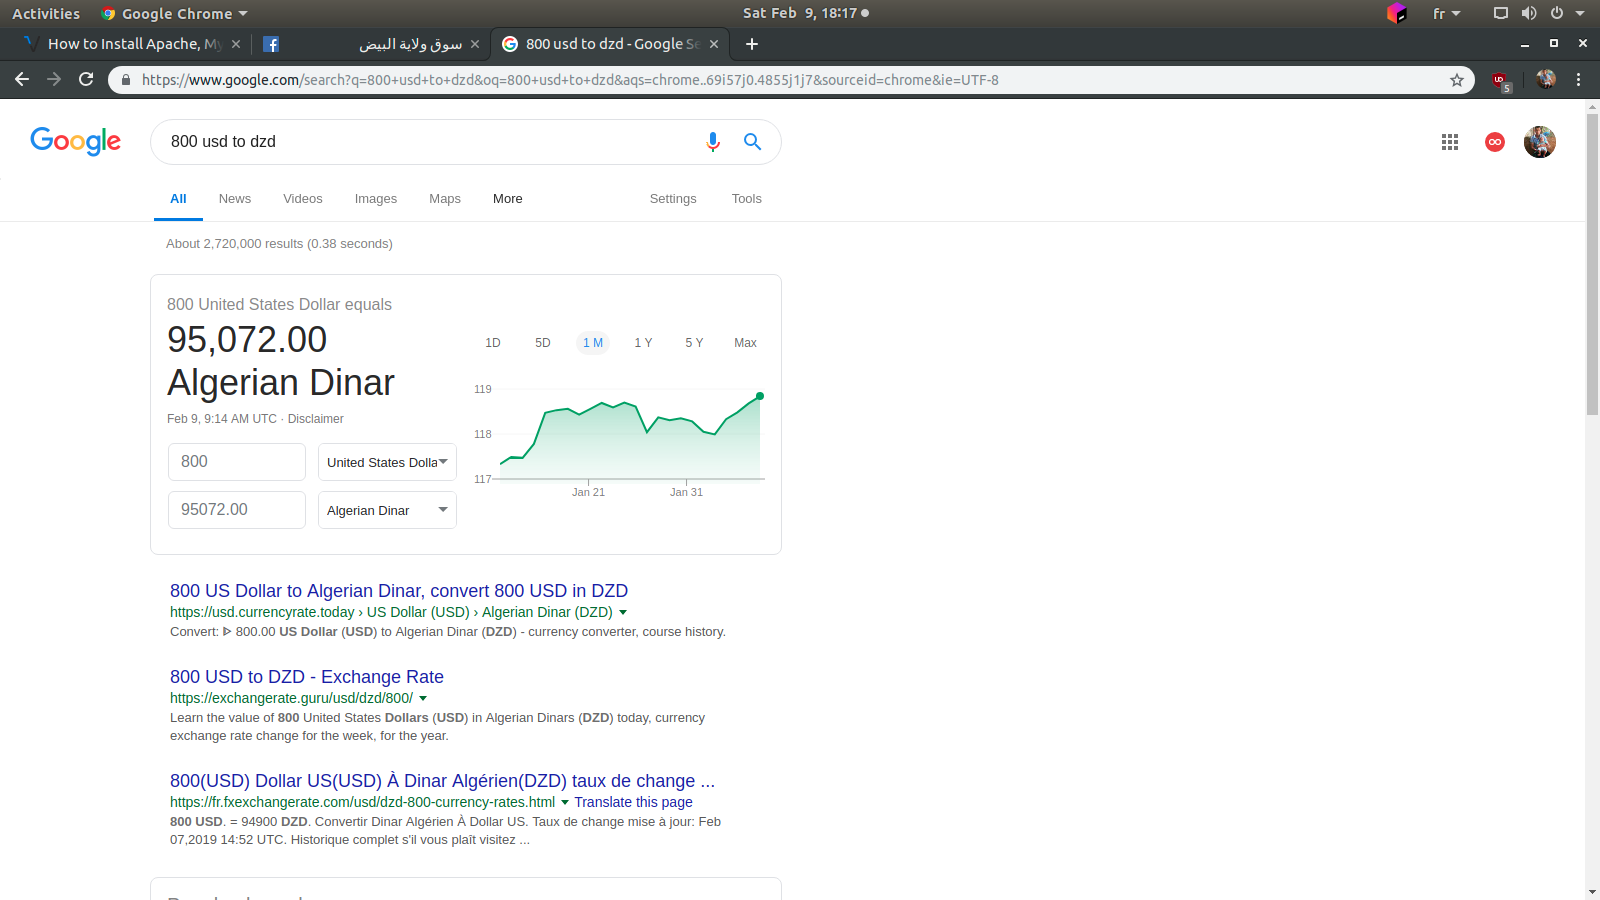 Activities
Google Chrome
Sat Feb 9, 18:17
fr
How to Install Apache, My
سوق ولاية البيض
800 usd to dzd - Google Se
https://www.google.com/search?q=800+usd+to+dzd&oq=800+usd+to+dzd&aqs=chrome..69i57j0.4855j1j7&sourceid=chrome&ie=UTF-8
5
Google
800 usd to dzd
All
News
Videos
Images
Maps
More
Settings
Tools
About 2,720,000 results (0.38 seconds)
800 United States Dollar equals
95,072.00
Algerian Dinar
Feb 9, 9:14 AM UTC · Disclaimer
800
United States Dolla
95072.00
Algerian Dinar
1D
5D
1 M
1 Y
5 Y
Max
119
118
117
Jan 21
Jan 31
800 US Dollar to Algerian Dinar, convert 800 USD in DZD
https://usd.currencyrate.today › US Dollar (USD) › Algerian Dinar (DZD)
Convert: ᐈ 800.00 US Dollar (USD) to Algerian Dinar (DZD) - currency converter, course history.
800 USD to DZD - Exchange Rate
https://exchangerate.guru/usd/dzd/800/
Learn the value of 800 United States Dollars (USD) in Algerian Dinars (DZD) today, currency
exchange rate change for the week, for the year.
800(USD) Dollar US(USD) À Dinar Algérien(DZD) taux de change ...
https://fr.fxexchangerate.com/usd/dzd-800-currency-rates.html Translate this page
800 USD. = 94900 DZD. Convertir Dinar Algérien À Dollar US. Taux de change mise à jour: Feb
07,2019 14:52 UTC. Historique complet s'il vous plaît visitez ...